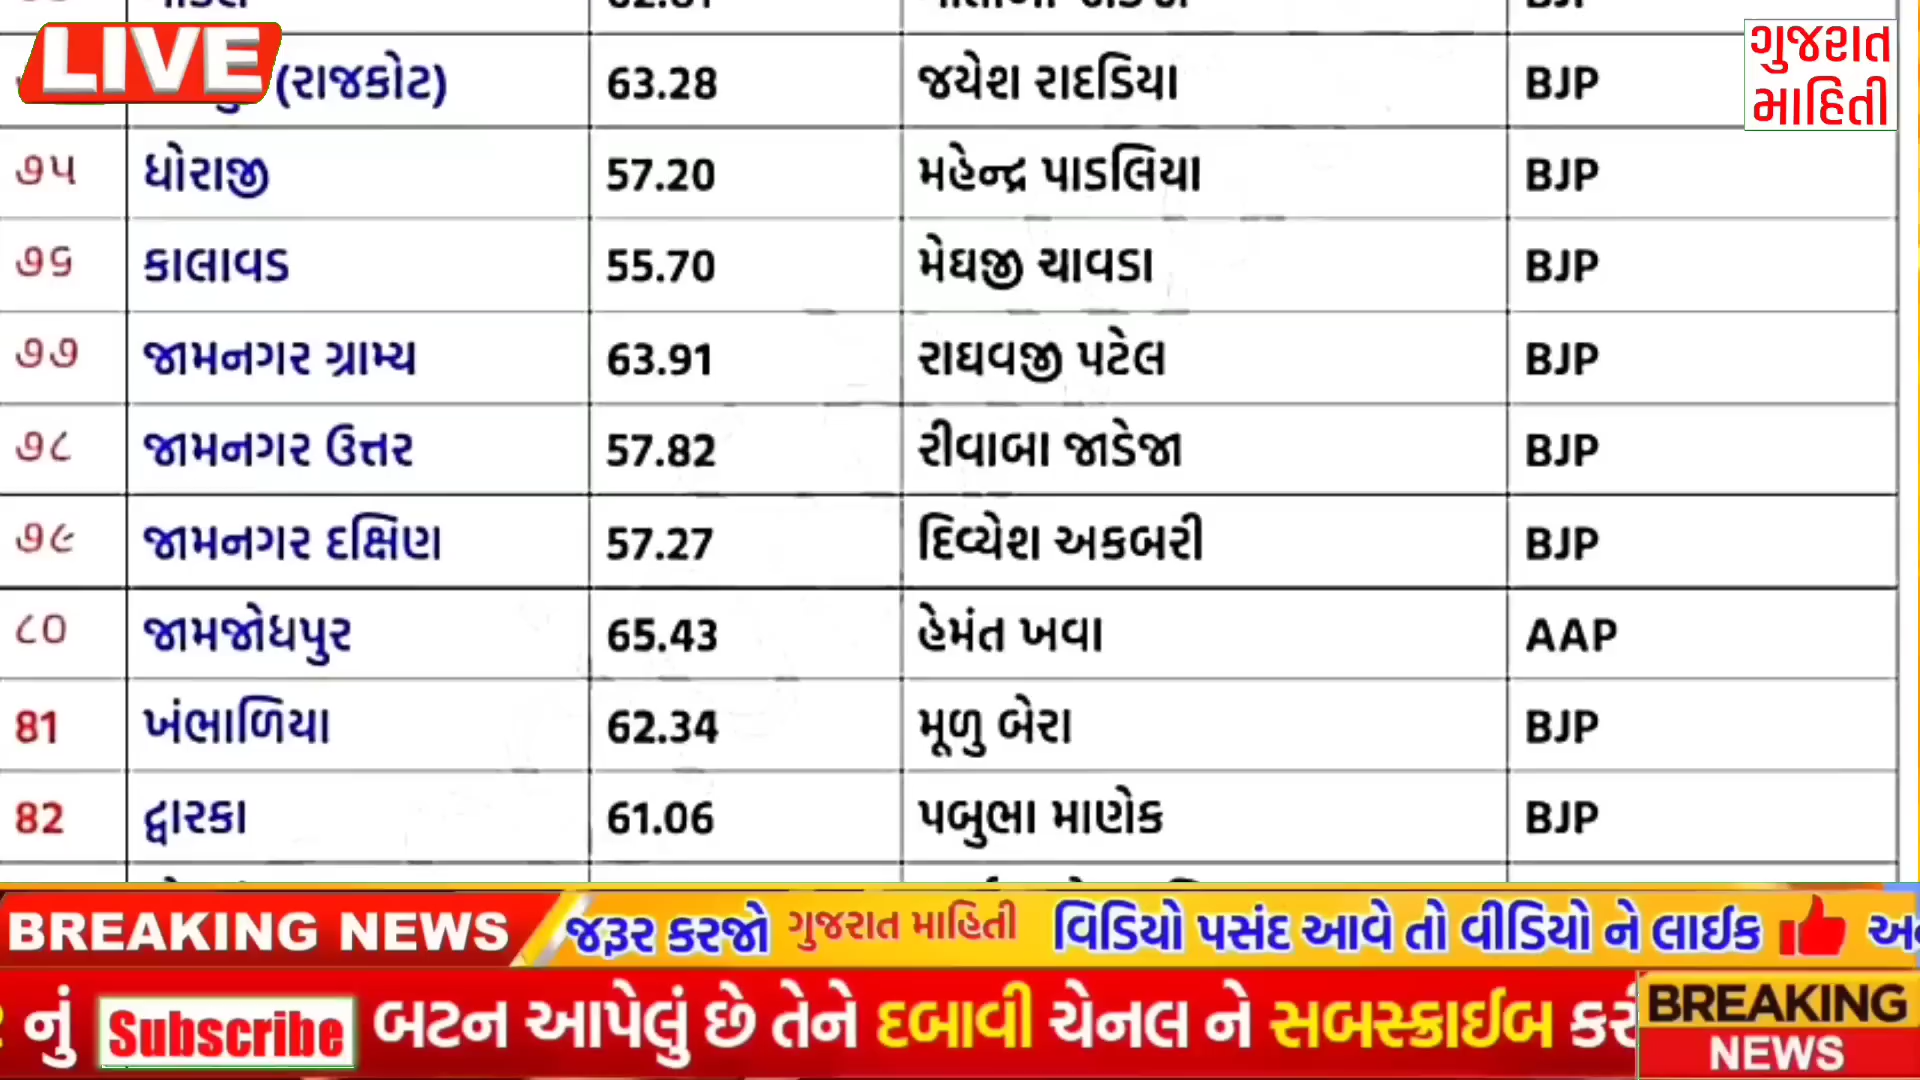 LIVE
ગુજરાત
માહિતી
(રાજકોટ) 63.28 જયેશ રાદડિયા BJP
૭૫ ધોરાજી 57.20 મહેન્દ્ર પાડલિયા BJP
૭૬ કાલાવડ 55.70 મેઘજી ચાવડા BJP
૭૭ જામનગર ગ્રામ્ય 63.91 રાઘવજી પટેલ BJP
૭૮ જામનગર ઉત્તર 57.82 રીવાબા જાડેજા BJP
૭૯ જામનગર દક્ષિણ 57.27 દિવ્યેશ અકબરી BJP
૮૦ જામજોધપુર 65.43 હેમંત ખવા AAP
81 ખંભાળિયા 62.34 મૂળુ બેરા BJP
82 દ્વારકા 61.06 પબુભા માણેક BJP
BREAKING NEWS જરૂર કરજો ગુજરાત માહિતી વિડિયો પસંદ આવે તો વીડિયો ને લાઈક
નું Subscribe બટન આપેલું છે તેને દબાવી ચેનલ ને સબસ્ક્રાઈબ
BREAKING
NEWS